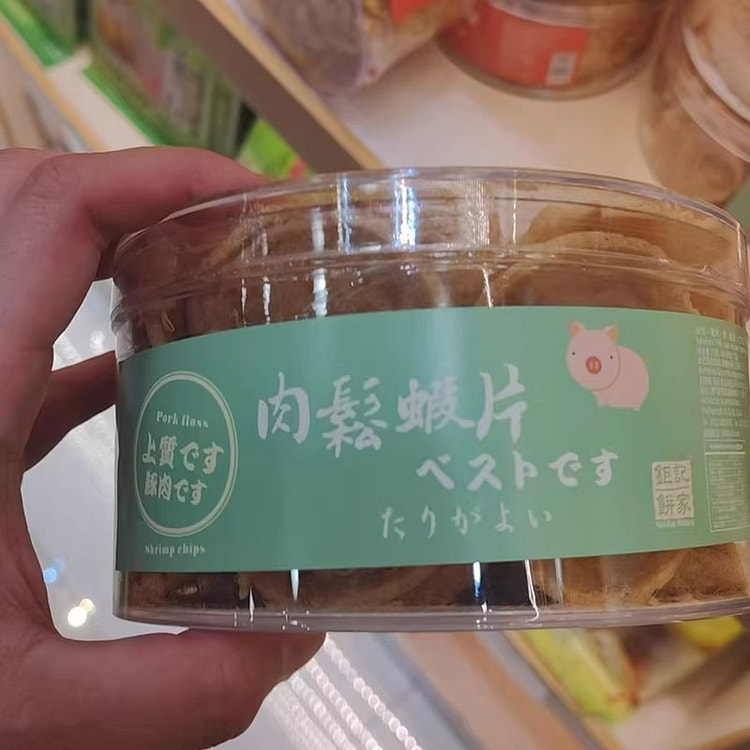 Pork floss
上質です
豚肉です
Shrimp chips
肉鬆蝦片
ベストです
たりがよい
鉅記
餅家